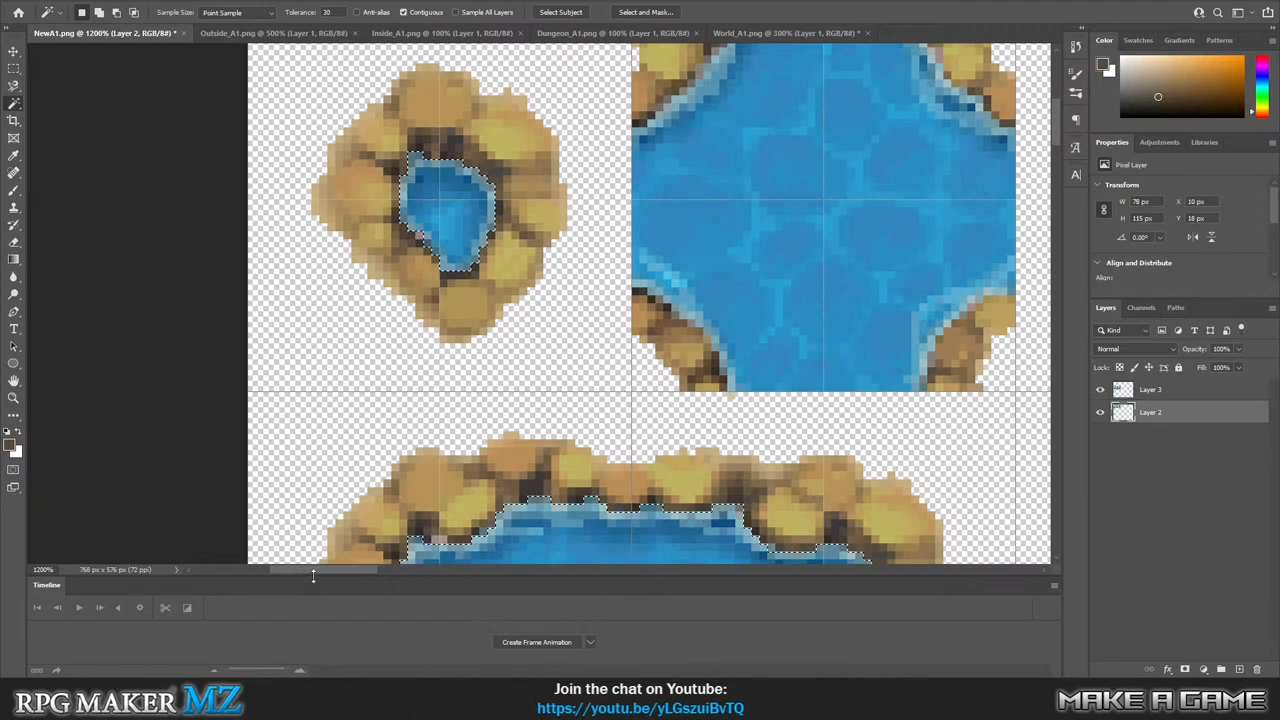 Sample Size: Point Sample Tolerance: 30 Anti-alias Contiguous Sample All Layers Select Subject Select and Mask...
NewA1.png @ 1200% (Layer 2, RGB/8#) * × Outside_A1.png @ 500% (Layer 1, RGB/8#) × Inside_A1.png @ 100% (Layer 1, RGB/8#) × Dungeon_A1.png @ 100% (Layer 1, RGB/8#) × World_A1.png @ 300% (Layer 1, RGB/8#) * ×
Color Swatches Gradients Patterns
Properties Adjustments Libraries
Pixel Layer
Transform
W 78 px X 10 px
H 115 px Y 18 px
0.00°
Align and Distribute
Align:
Layers Channels Paths
Kind
Normal Opacity: 100%
Lock: Fill: 100%
Layer 3
Layer 2
1200% 768 px x 576 px (72 ppi)
Timeline
Create Frame Animation
RPG MAKER MZ
Join the chat on Youtube:
https://youtu.be/yLGszuiBvTQ
MAKE A GAME